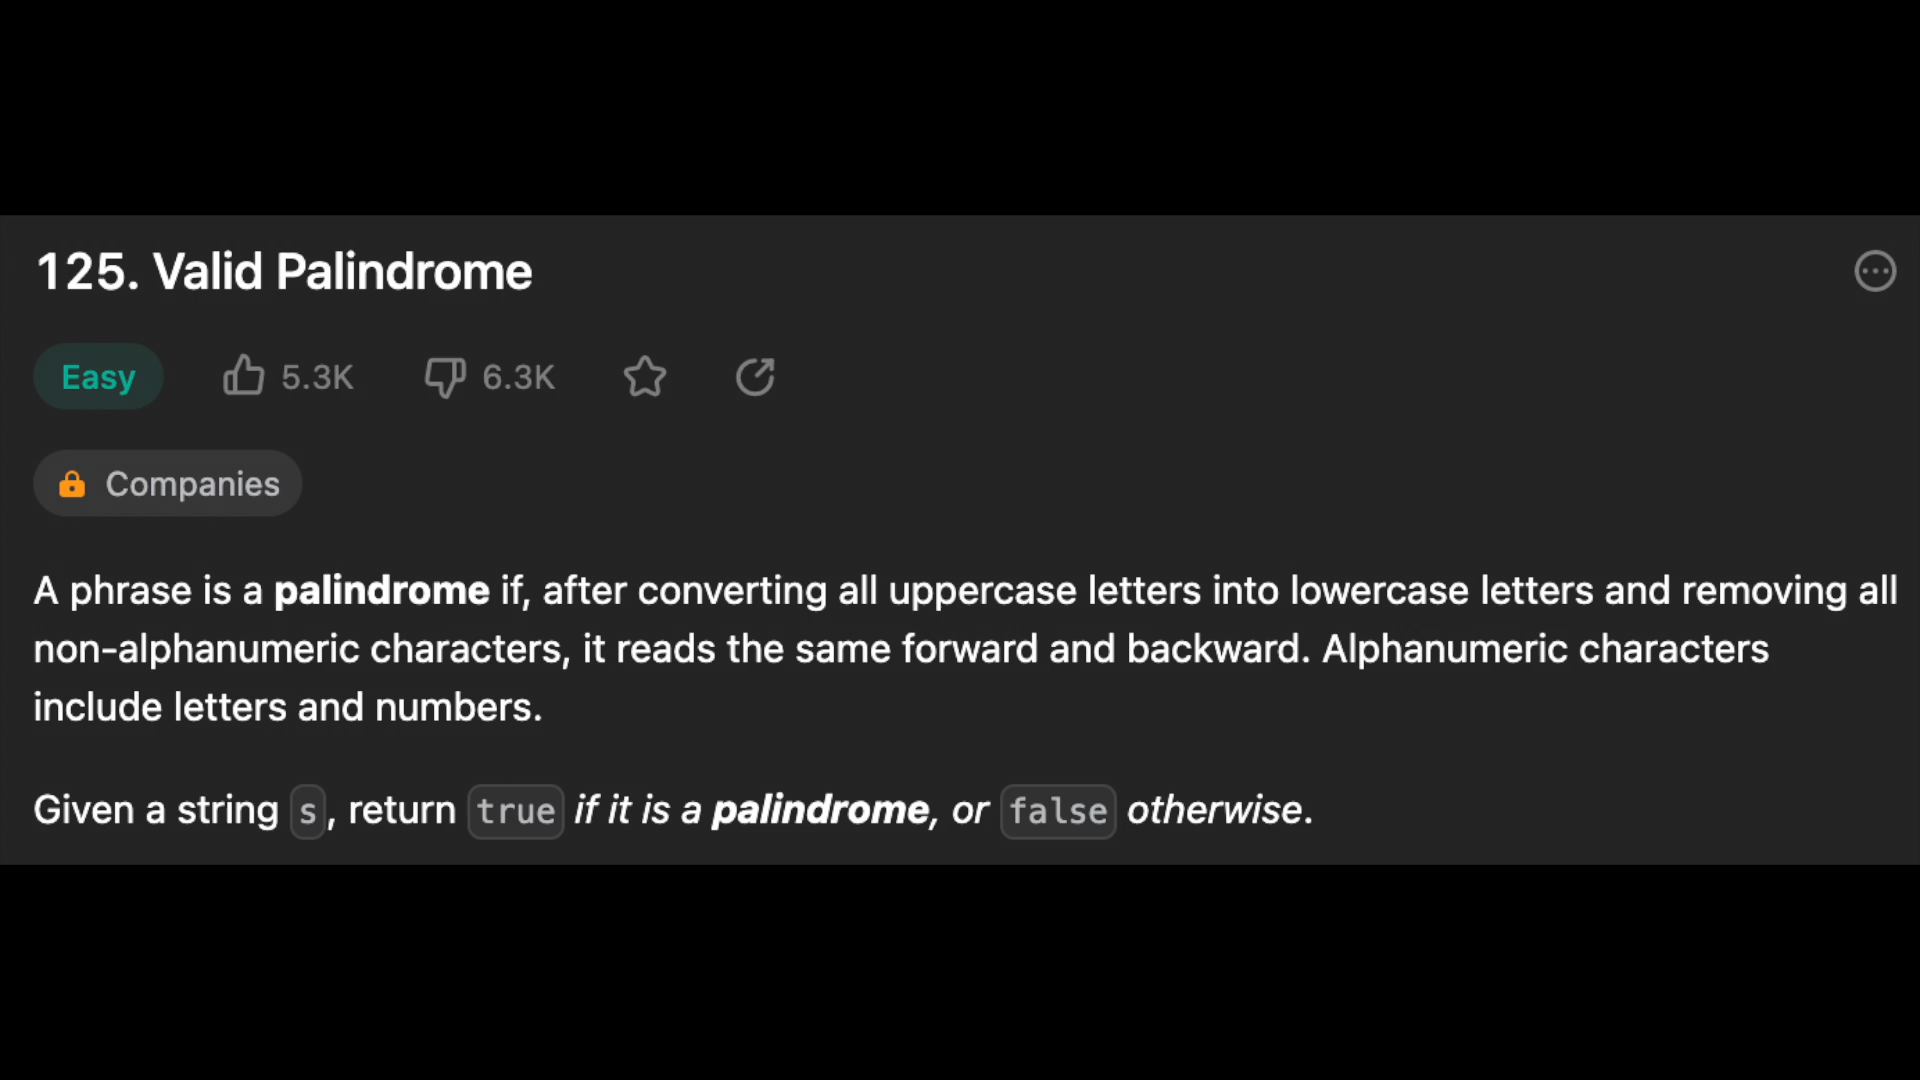 125. Valid Palindrome
Easy 5.3K 6.3K
Companies
A phrase is a palindrome if, after converting all uppercase letters into lowercase letters and removing all
non-alphanumeric characters, it reads the same forward and backward. Alphanumeric characters
include letters and numbers.
Given a string s, return true if it is a palindrome, or false otherwise.